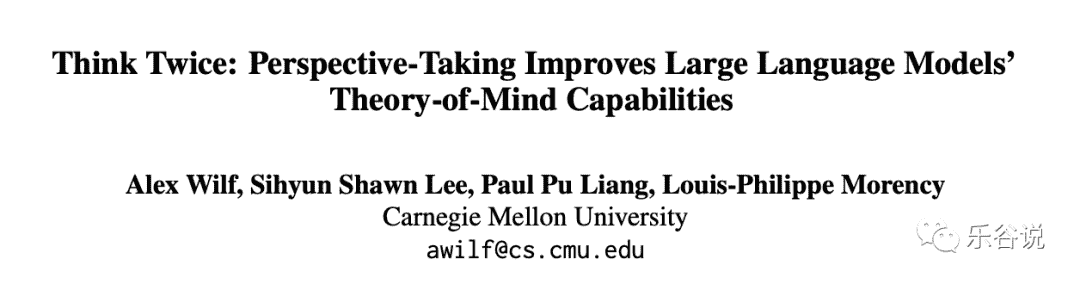 Think Twice: Perspective-Taking Improves Large Language Models’
Theory-of-Mind Capabilities
Alex Wilf, Sihyun Shawn Lee, Paul Pu Liang, Louis-Philippe Morency
Carnegie Mellon University
awilf@cs.cmu.edu
乐谷说